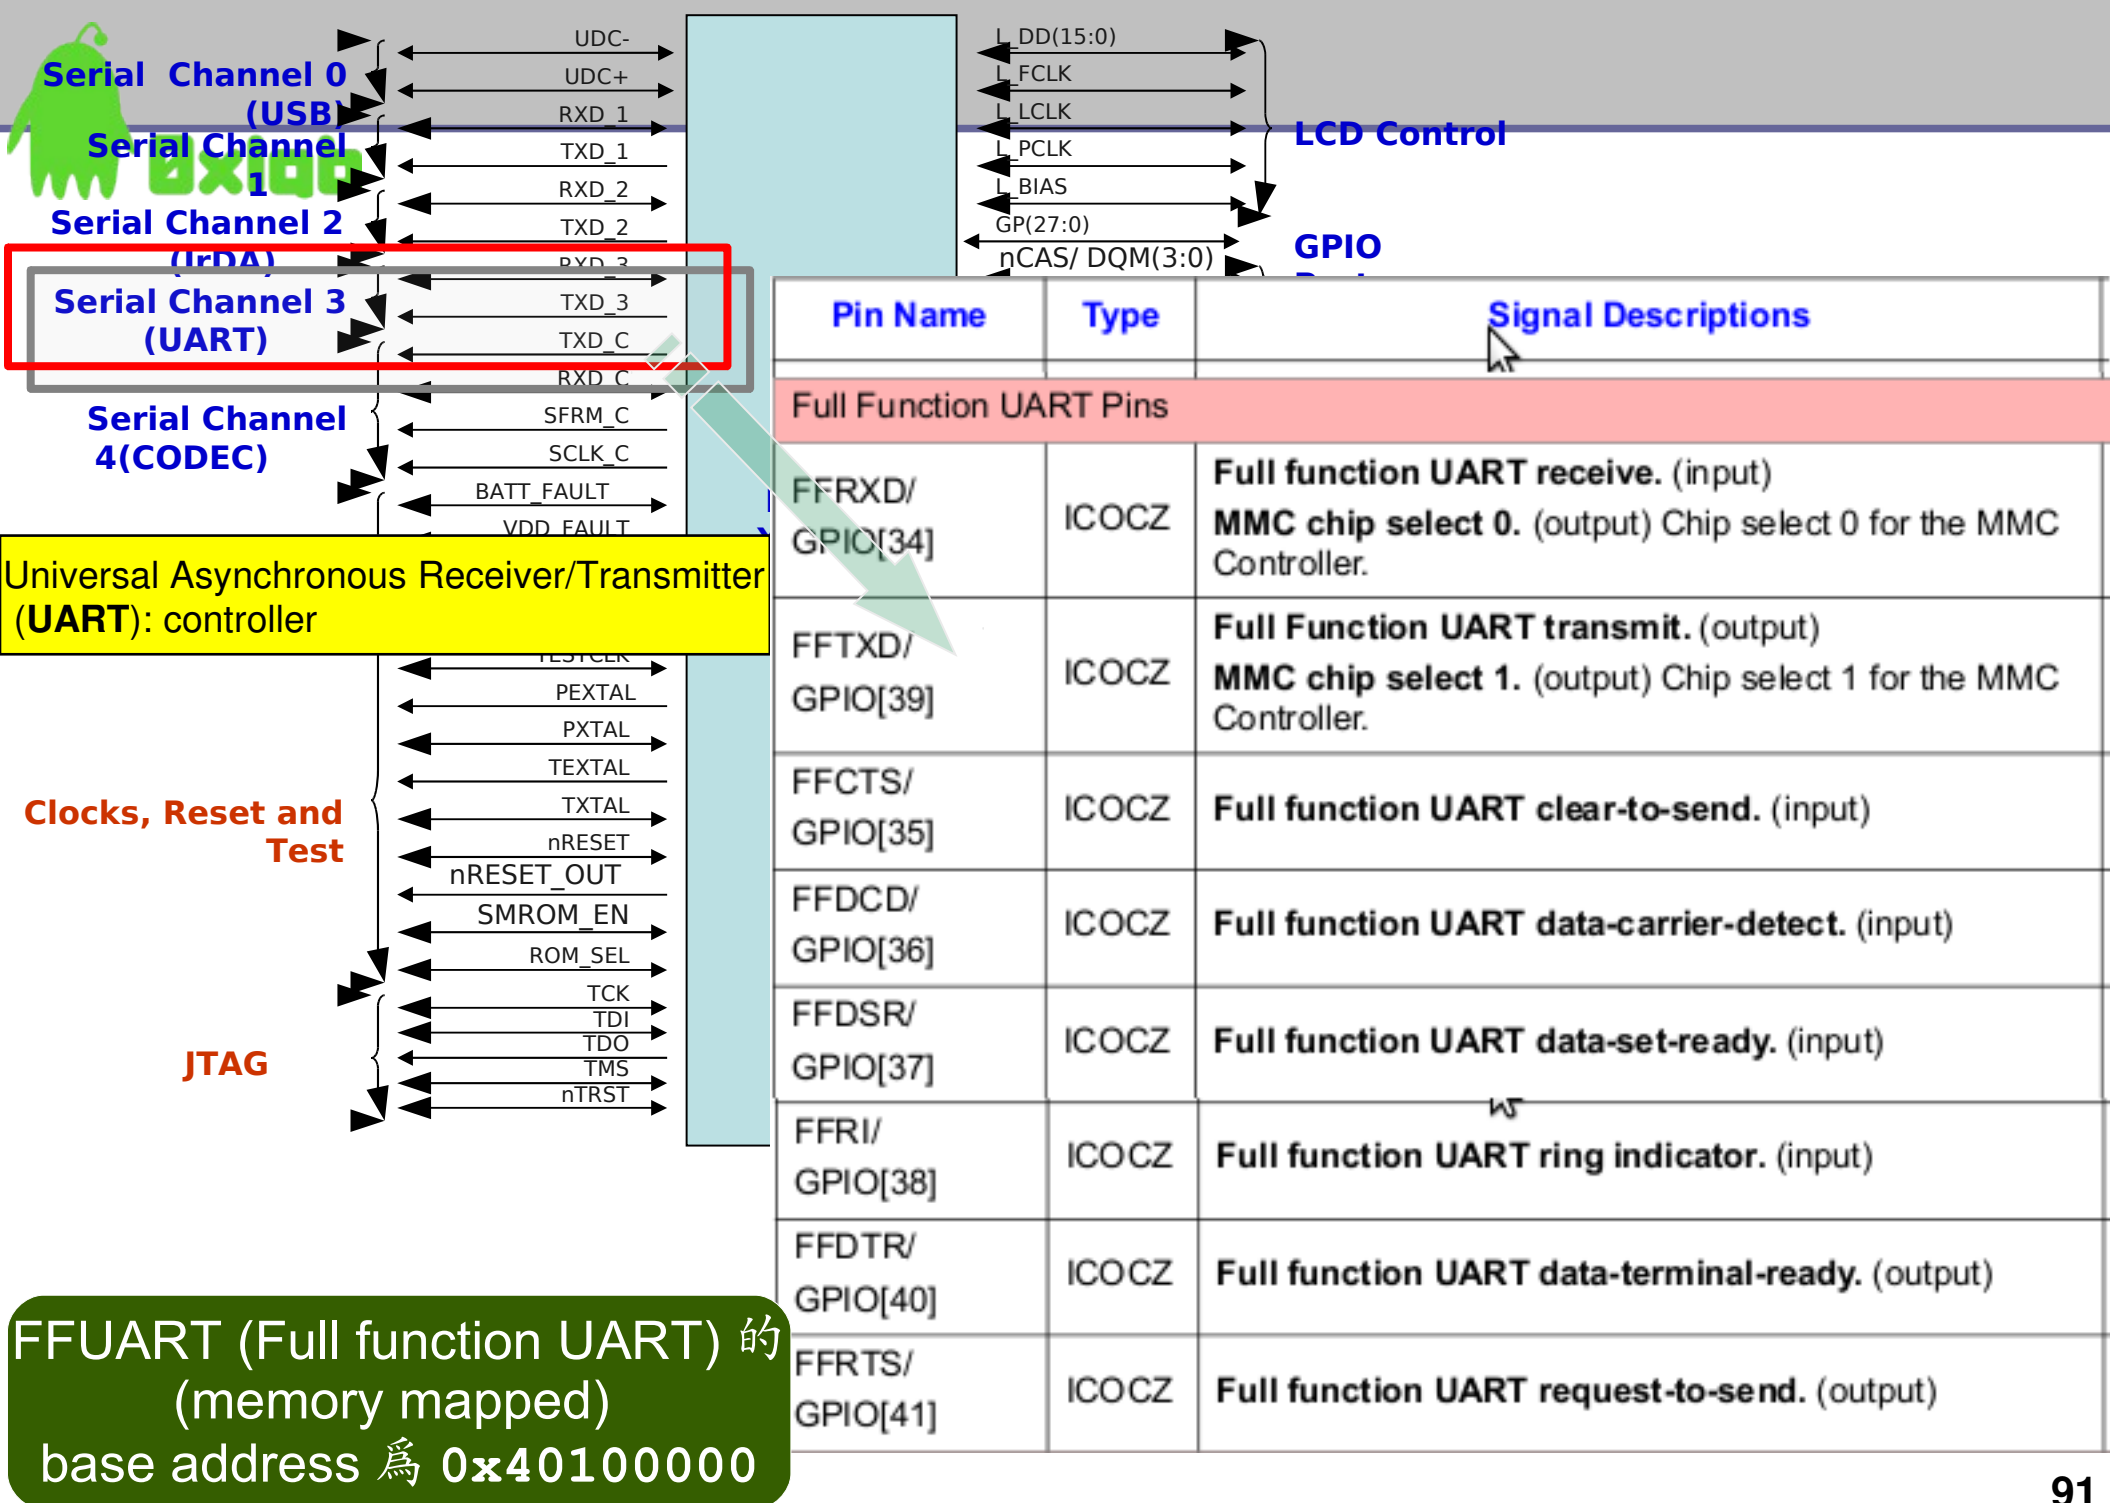 UDC-
UDC+
RXD_1
TXD_1
RXD_2
TXD_2
RXD_3
TXD_3
TXD_C
RXD_C
SFRM_C
SCLK_C
BATT_FAULT
VDD_FAULT
TESTCLK
PEXTAL
PXTAL
TEXTAL
TXTAL
nRESET
nRESET_OUT
SMROM_EN
ROM_SEL
TCK
TDI
TDO
TMS
nTRST
Serial Channel 0
(USB)
Serial Channel
1
Serial Channel 2
(IrDA)
Serial Channel 3
(UART)
Serial Channel
4(CODEC)
Clocks, Reset and
Test
JTAG
0xlab
L_DD(15:0)
L_FCLK
L_LCLK
L_PCLK
L_BIAS
GP(27:0)
nCAS/ DQM(3:0)
LCD Control
GPIO
Universal Asynchronous Receiver/Transmitter
(UART): controller
Pin Name Type Signal Descriptions
Full Function UART Pins
FFRXD/
GPIO[34]
ICOCZ
Full function UART receive. (input)
MMC chip select 0. (output) Chip select 0 for the MMC
Controller.
FFTXD/
GPIO[39]
ICOCZ
Full Function UART transmit. (output)
MMC chip select 1. (output) Chip select 1 for the MMC
Controller.
FFCTS/
GPIO[35]
ICOCZ
Full function UART clear-to-send. (input)
FFDCD/
GPIO[36]
ICOCZ
Full function UART data-carrier-detect. (input)
FFDSR/
GPIO[37]
ICOCZ
Full function UART data-set-ready. (input)
FFRI/
GPIO[38]
ICOCZ
Full function UART ring indicator. (input)
FFDTR/
GPIO[40]
ICOCZ
Full function UART data-terminal-ready. (output)
FFRTS/
GPIO[41]
ICOCZ
Full function UART request-to-send. (output)
FFUART (Full function UART) 的
(memory mapped)
base address 為 0x40100000
91